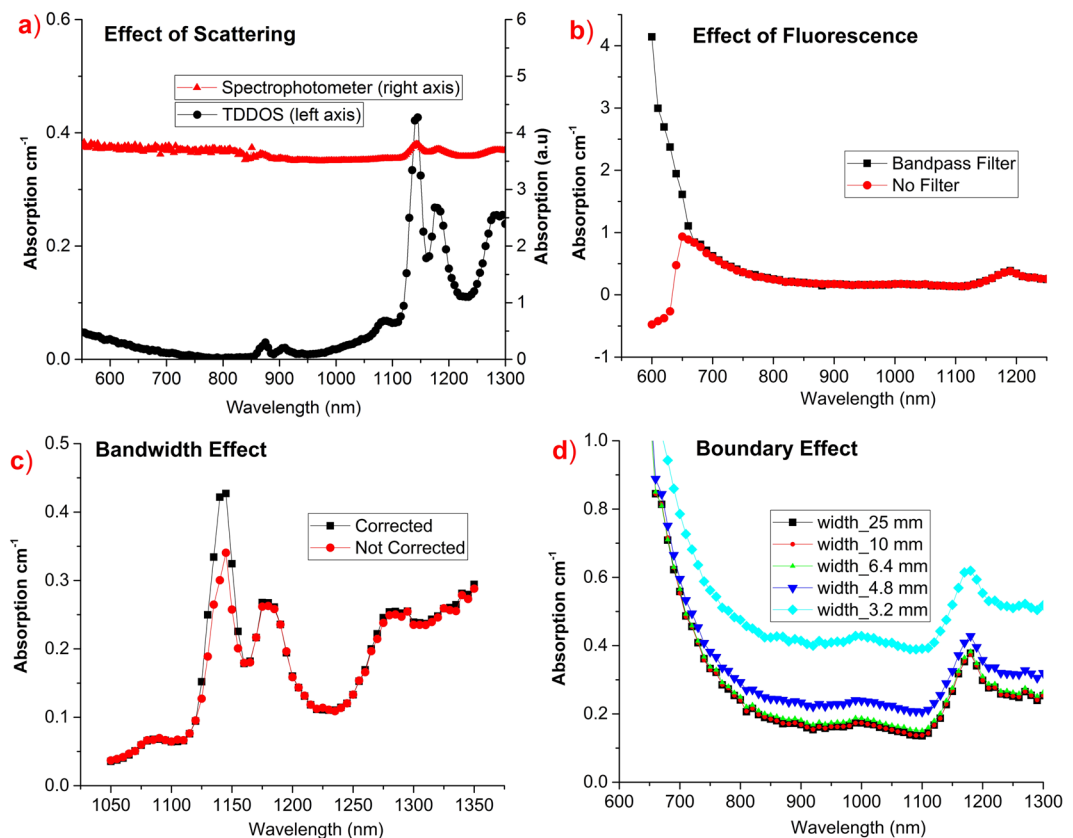 a)
Effect of Scattering
Spectrophotometer (right axis)
TDDOS (left axis)
0.6
0.4
0.2
0.0
6
5
4
3
2
1
0
600
700
800
900
1000
1100
1200
1300
Absorption cm⁻¹
Absorption (a.u)
Wavelength (nm)
b)
Effect of Fluorescence
Bandpass Filter
No Filter
4
3
2
1
0
-1
600
700
800
900
1000
1100
1200
Absorption cm⁻¹
Wavelength (nm)
c)
Bandwidth Effect
Corrected
Not Corrected
0.5
0.4
0.3
0.2
0.1
0.0
1050
1100
1150
1200
1250
1300
1350
Absorption cm⁻¹
Wavelength (nm)
d)
Boundary Effect
width_25 mm
width_10 mm
width_6.4 mm
width_4.8 mm
width_3.2 mm
1.0
0.8
0.6
0.4
0.2
0.0
600
700
800
900
1000
1100
1200
1300
Absorption cm⁻¹
Wavelength (nm)